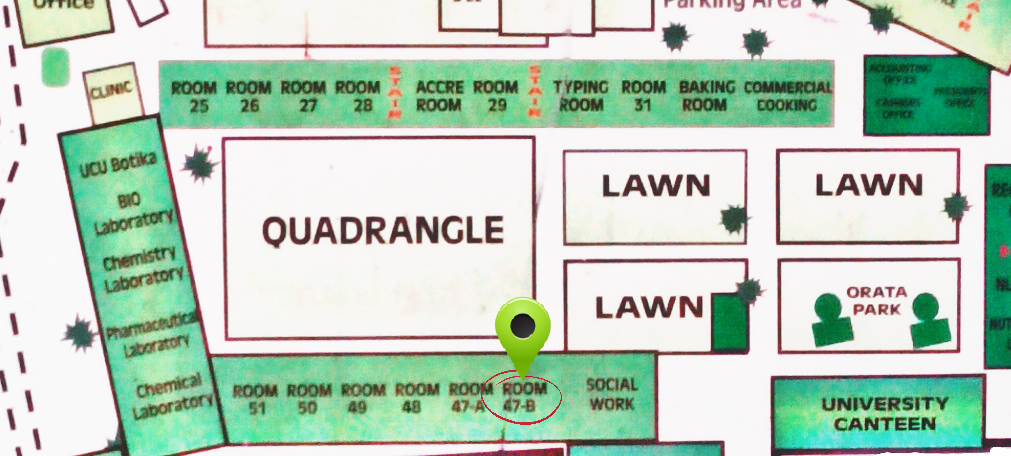 Office
Parking Area
STAIR
CLINIC
ROOM 25
ROOM 26
ROOM 27
ROOM 28
STAIR
ACCRE ROOM
ROOM 29
STAIR
TYPING ROOM
ROOM 31
BAKING ROOM
COMMERCIAL COOKING
ACCOUNTING OFFICE
OFFICE
PRESIDENT'S OFFICE
UCU Botika
BIO Laboratory
Chemistry Laboratory
Pharmaceutical Laboratory
Chemical Laboratory
QUADRANGLE
LAWN
LAWN
LAWN
ORATA PARK
ROOM 51
ROOM 50
ROOM 49
ROOM 48
ROOM 47-A
ROOM 47-B
SOCIAL WORK
UNIVERSITY CANTEEN